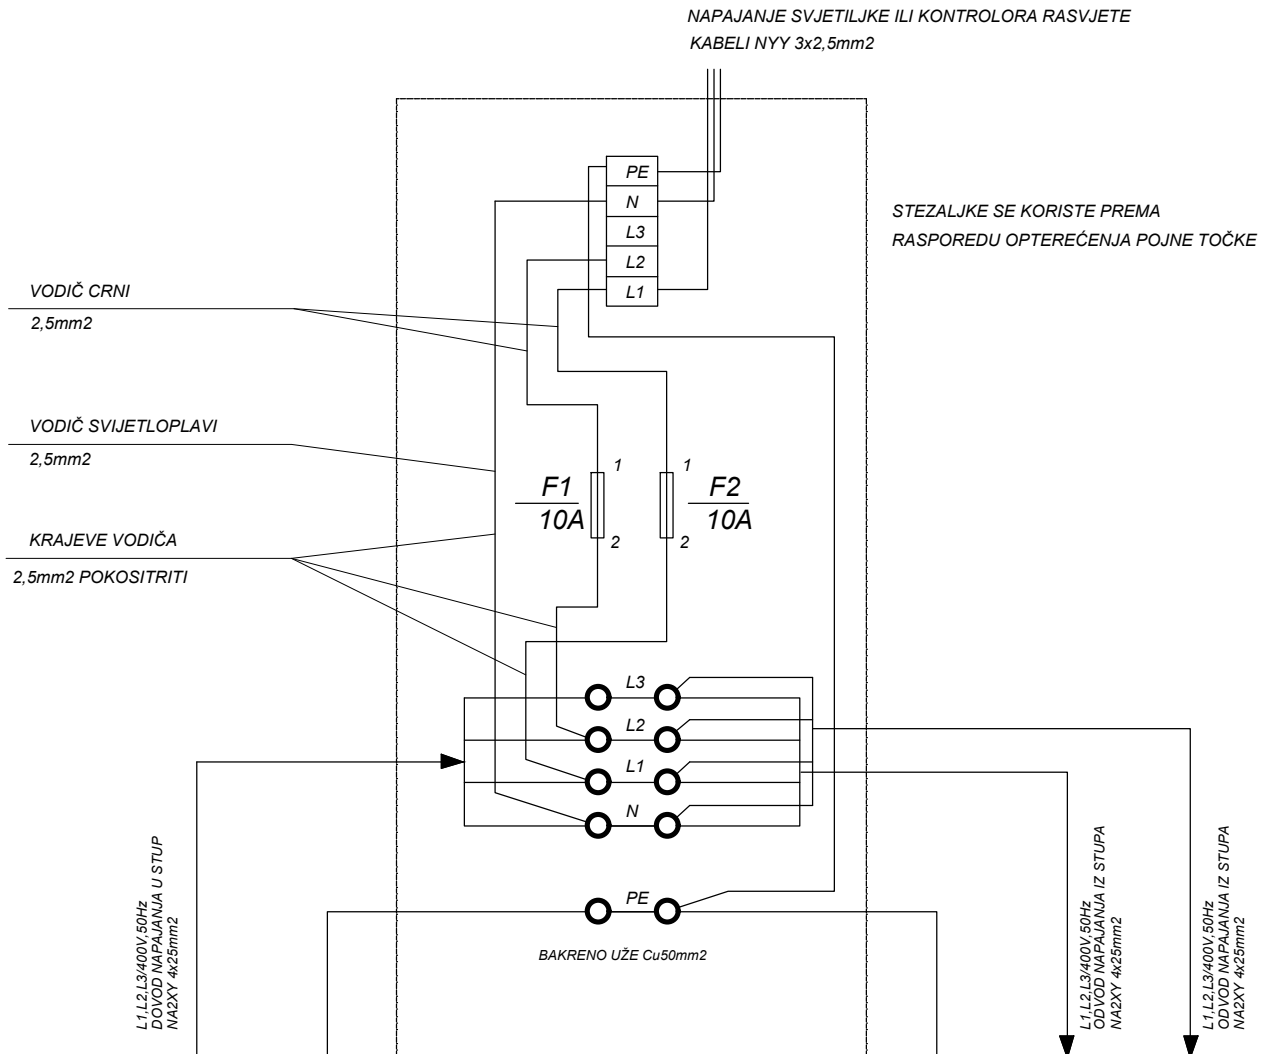 NAPAJANJE SVJETILJKE ILI KONTROLORA RASVJETE
KABELI NYY 3x2,5mm2
PE
N
L3
L2
L1
STEZALJKE SE KORISTE PREMA
RASPOREDU OPTEREĆENJA POJNE TOČKE
VODIČ CRNI
2,5mm2
VODIČ SVIJETLOPLAVI
2,5mm2
KRAJEVE VODIČA
2,5mm2 POKOSITRITI
F1
10A
1
2
F2
10A
1
2
L3
L2
L1
N
PE
BAKRENO UŽE Cu50mm2
L1,L2,L3/400V,50Hz
DOVOD NAPAJANJA U STUP
NA2XY 4x25mm2
L1,L2,L3/400V,50Hz
ODVOD NAPAJANJA IZ STUPA
NA2XY 4x25mm2
L1,L2,L3/400V,50Hz
ODVOD NAPAJANJA IZ STUPA
NA2XY 4x25mm2